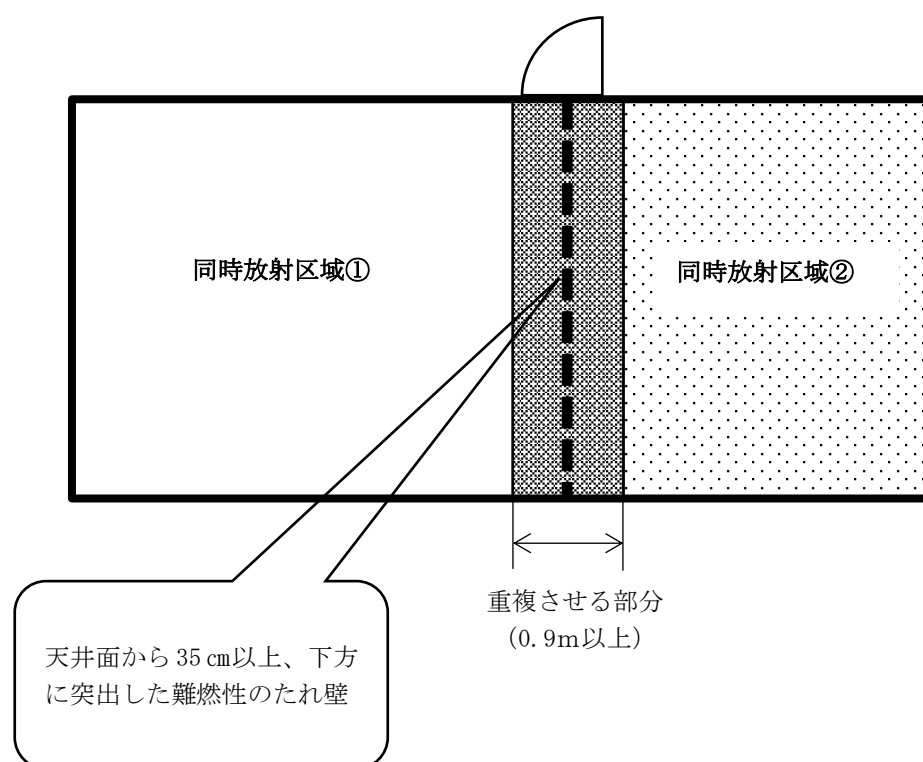 同時放射区域①
同時放射区域②
重複させる部分
（0.9m以上）
天井面から 35 ㎝以上、下方
に突出した難燃性のたれ壁